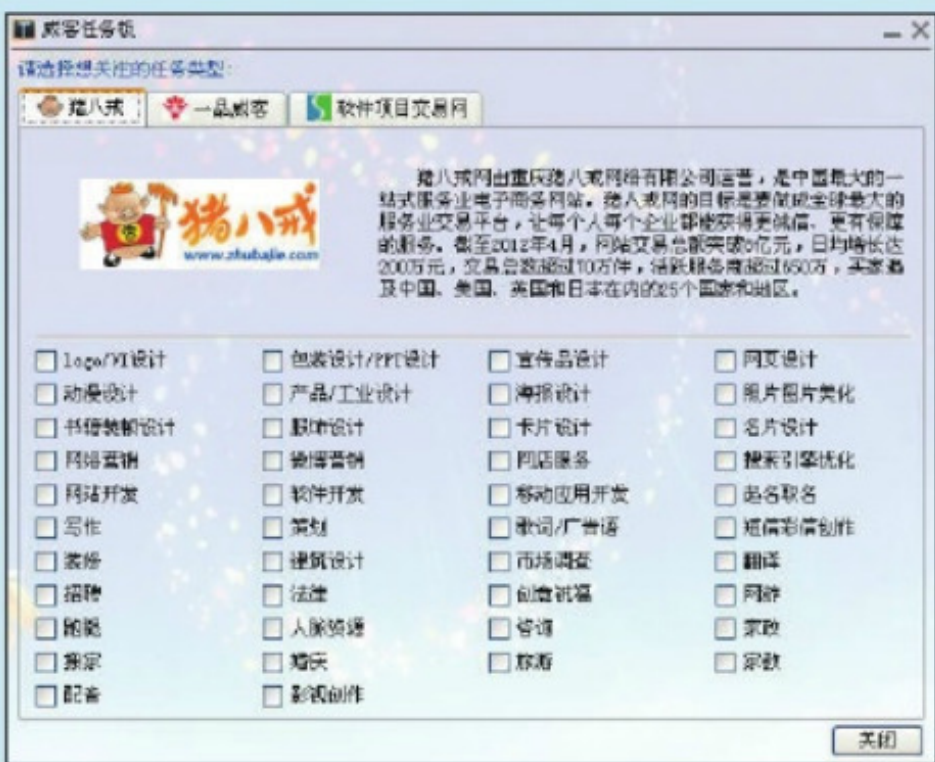 威客任务板
请选择想关注的任务类型:
猪八戒 一品威客 软件项目交易网
猪八戒
www.zhubajie.com
猪八戒网由重庆猪八戒网络有限公司运营，是中国最大的一
站式服务业电子商务网站。猪八戒网的目标是要做成全球最大的
服务业交易平台，让每个人每个企业都能获得更诚信、更有保障
的服务。截至2012年4月，网站交易总额突破6亿元，日均增长达
200万元，交易总数超过70万件，活跃服务商超过650万，买家遍
及中国、美国、英国和日本在内的25个国家和地区。
logo/VI设计 包装设计/PPT设计 宣传品设计 网页设计
动漫设计 产品/工业设计 海报设计 照片图片美化
书籍装帧设计 服饰设计 卡片设计 名片设计
网络营销 微博营销 网店服务 搜索引擎优化
网站开发 软件开发 移动应用开发 起名取名
写作 策划 歌词/广告语 短信彩信创作
装修 建筑设计 市场调查 翻译
招聘 法律 创意祝福 网游
跑腿 人脉资源 咨询 家政
搬家 婚庆 旅游 家教
配音 影视创作
关闭